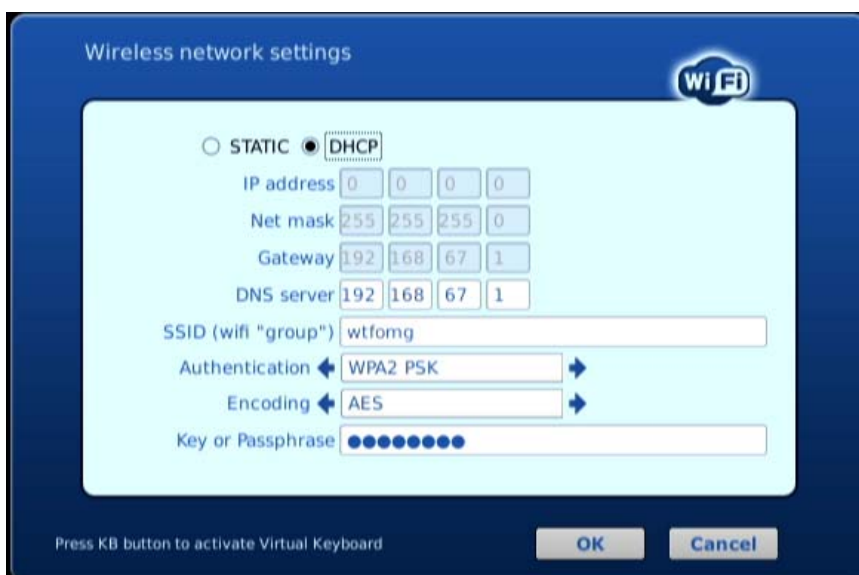 Wireless network settings
WiFi
STATIC DHCP
IP address 0 0 0 0
Net mask 255 255 255 0
Gateway 192 168 67 1
DNS server 192 168 67 1
SSID (wifi "group") wtfomg
Authentication WPA2 PSK
Encoding AES
Key or Passphrase ●●●●●●●●
Press KB button to activate Virtual Keyboard OK Cancel